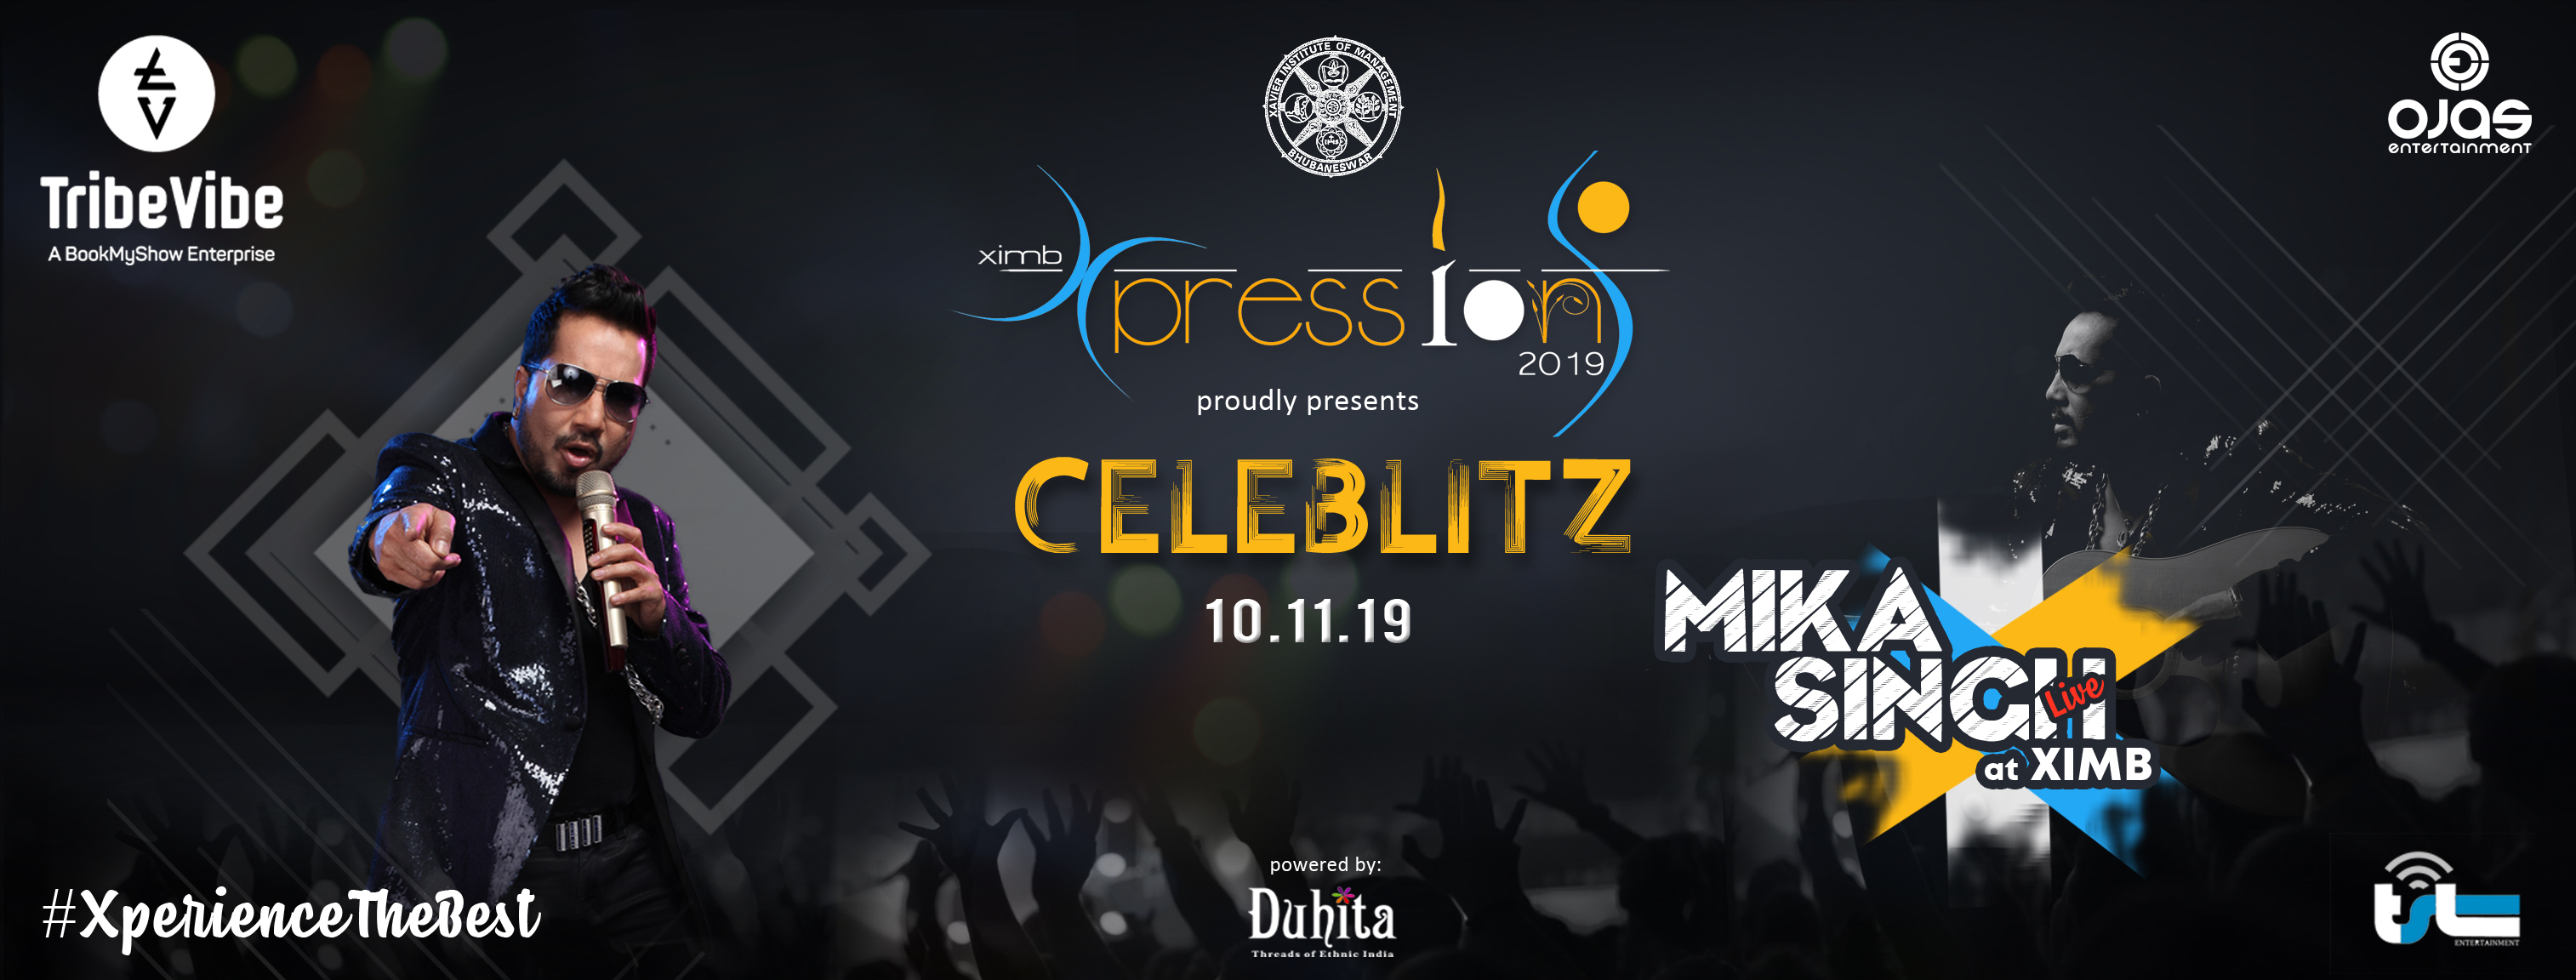 TribeVibe
A BookMyShow Enterprise
XAVIER INSTITUTE OF MANAGEMENT
BHUBANESWAR
OJAS
entertainment
ximb
Xpressions
2019
proudly presents
CELEBLITZ
10.11.19
MIKA
SINGH
Live
at XIMB
powered by:
Duhita
Threads of Ethnic India
#XperienceTheBest
tsl
ENTERTAINMENT